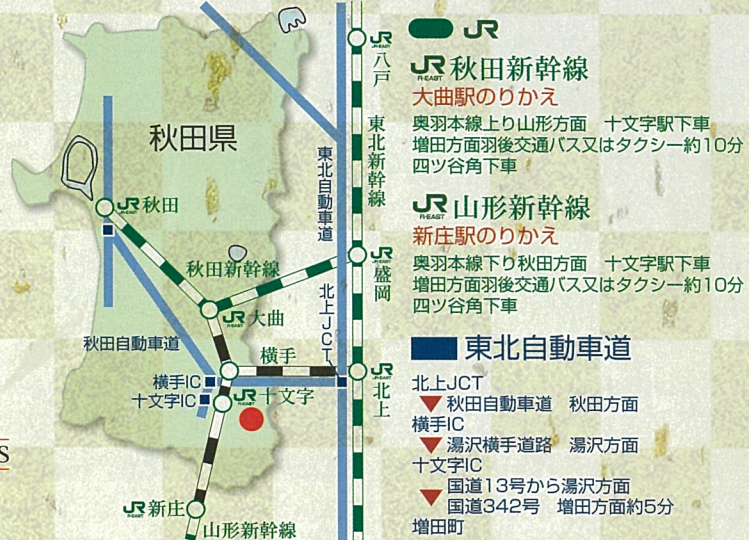 JR
R-EAST
八戸
東北新幹線
東北自動車道
秋田県
JR
R-EAST
秋田
秋田新幹線
JR
R-EAST
盛岡
北上JCT
JR
R-EAST
大曲
秋田自動車道
横手
JR
R-EAST
北上
横手IC
十文字IC
JR
R-EAST
十文字
JR
R-EAST
新庄
山形新幹線
S
JR
JR
R-EAST
秋田新幹線
大曲駅のりかえ
奥羽本線上り山形方面　十文字駅下車
増田方面羽後交通バス又はタクシー約10分
四ツ谷角下車
JR
R-EAST
山形新幹線
新庄駅のりかえ
奥羽本線下り秋田方面　十文字駅下車
増田方面羽後交通バス又はタクシー約10分
四ツ谷角下車
東北自動車道
北上JCT
秋田自動車道　秋田方面
横手IC
湯沢横手道路　湯沢方面
十文字IC
国道13号から湯沢方面
国道342号　増田方面約5分
増田町